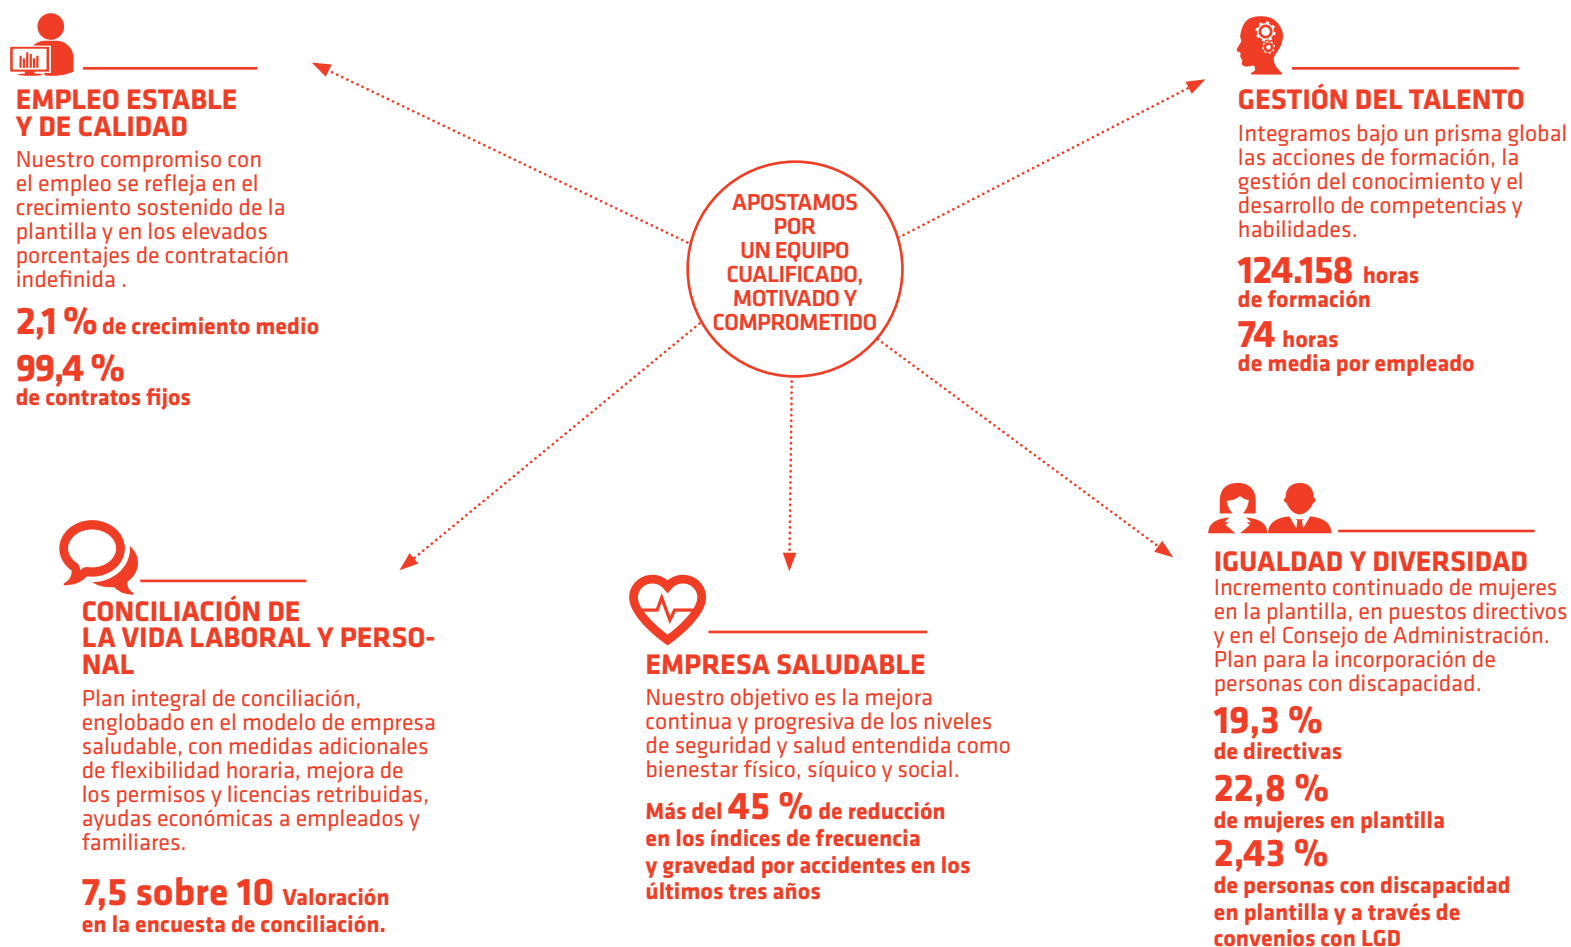 EMPLEO ESTABLE
Y DE CALIDAD
Nuestro compromiso con
el empleo se refleja en el
crecimiento sostenido de la
plantilla y en los elevados
porcentajes de contratación
indefinida .
2,1 % de crecimiento medio
99,4 %
de contratos fijos
APOSTAMOS
POR
UN EQUIPO
CUALIFICADO,
MOTIVADO Y
COMPROMETIDO
GESTIÓN DEL TALENTO
Integramos bajo un prisma global
las acciones de formación, la
gestión del conocimiento y el
desarrollo de competencias y
habilidades.
124.158 horas
de formación
74 horas
de media por empleado
CONCILIACIÓN DE
LA VIDA LABORAL Y PERSO-
NAL
Plan integral de conciliación,
englobado en el modelo de empresa
saludable, con medidas adicionales
de flexibilidad horaria, mejora de
los permisos y licencias retribuidas,
ayudas económicas a empleados y
familiares.
7,5 sobre 10 Valoración
en la encuesta de conciliación.
EMPRESA SALUDABLE
Nuestro objetivo es la mejora
continua y progresiva de los niveles
de seguridad y salud entendida como
bienestar físico, síquico y social.
Más del 45 % de reducción
en los índices de frecuencia
y gravedad por accidentes en los
últimos tres años
IGUALDAD Y DIVERSIDAD
Incremento continuado de mujeres
en la plantilla, en puestos directivos
y en el Consejo de Administración.
Plan para la incorporación de
personas con discapacidad.
19,3 %
de directivas
22,8 %
de mujeres en plantilla
2,43 %
de personas con discapacidad
en plantilla y a través de
convenios con LGD